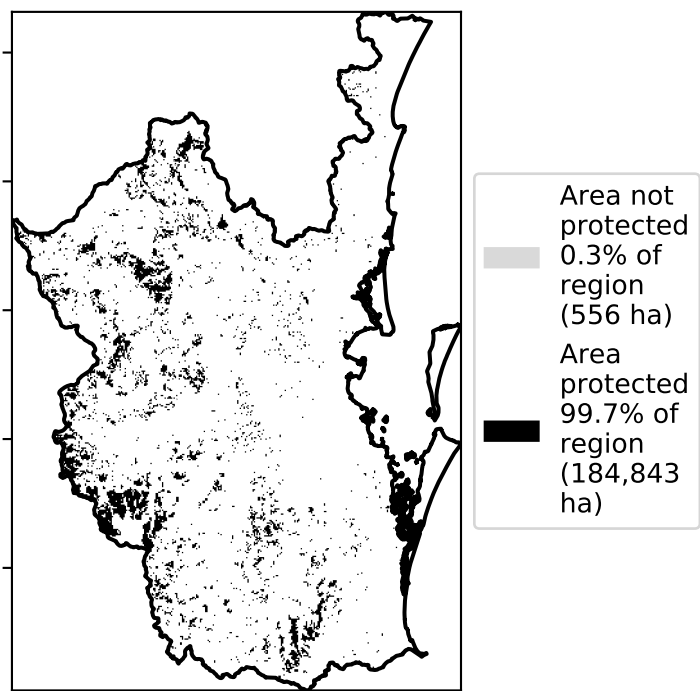 Area not
protected
0.3% of
region
(556 ha)
Area
protected
99.7% of
region
(184,843
ha)